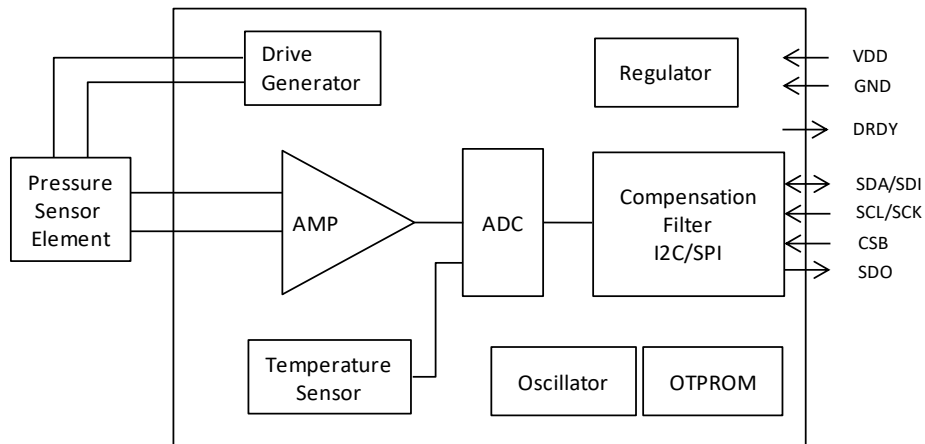 Drive
Generator
Regulator
VDD
GND
DRDY
Pressure
Sensor
Element
AMP
ADC
Compensation
Filter
I2C/SPI
SDA/SDI
SCL/SCK
CSB
SDO
Temperature
Sensor
Oscillator
OTPROM